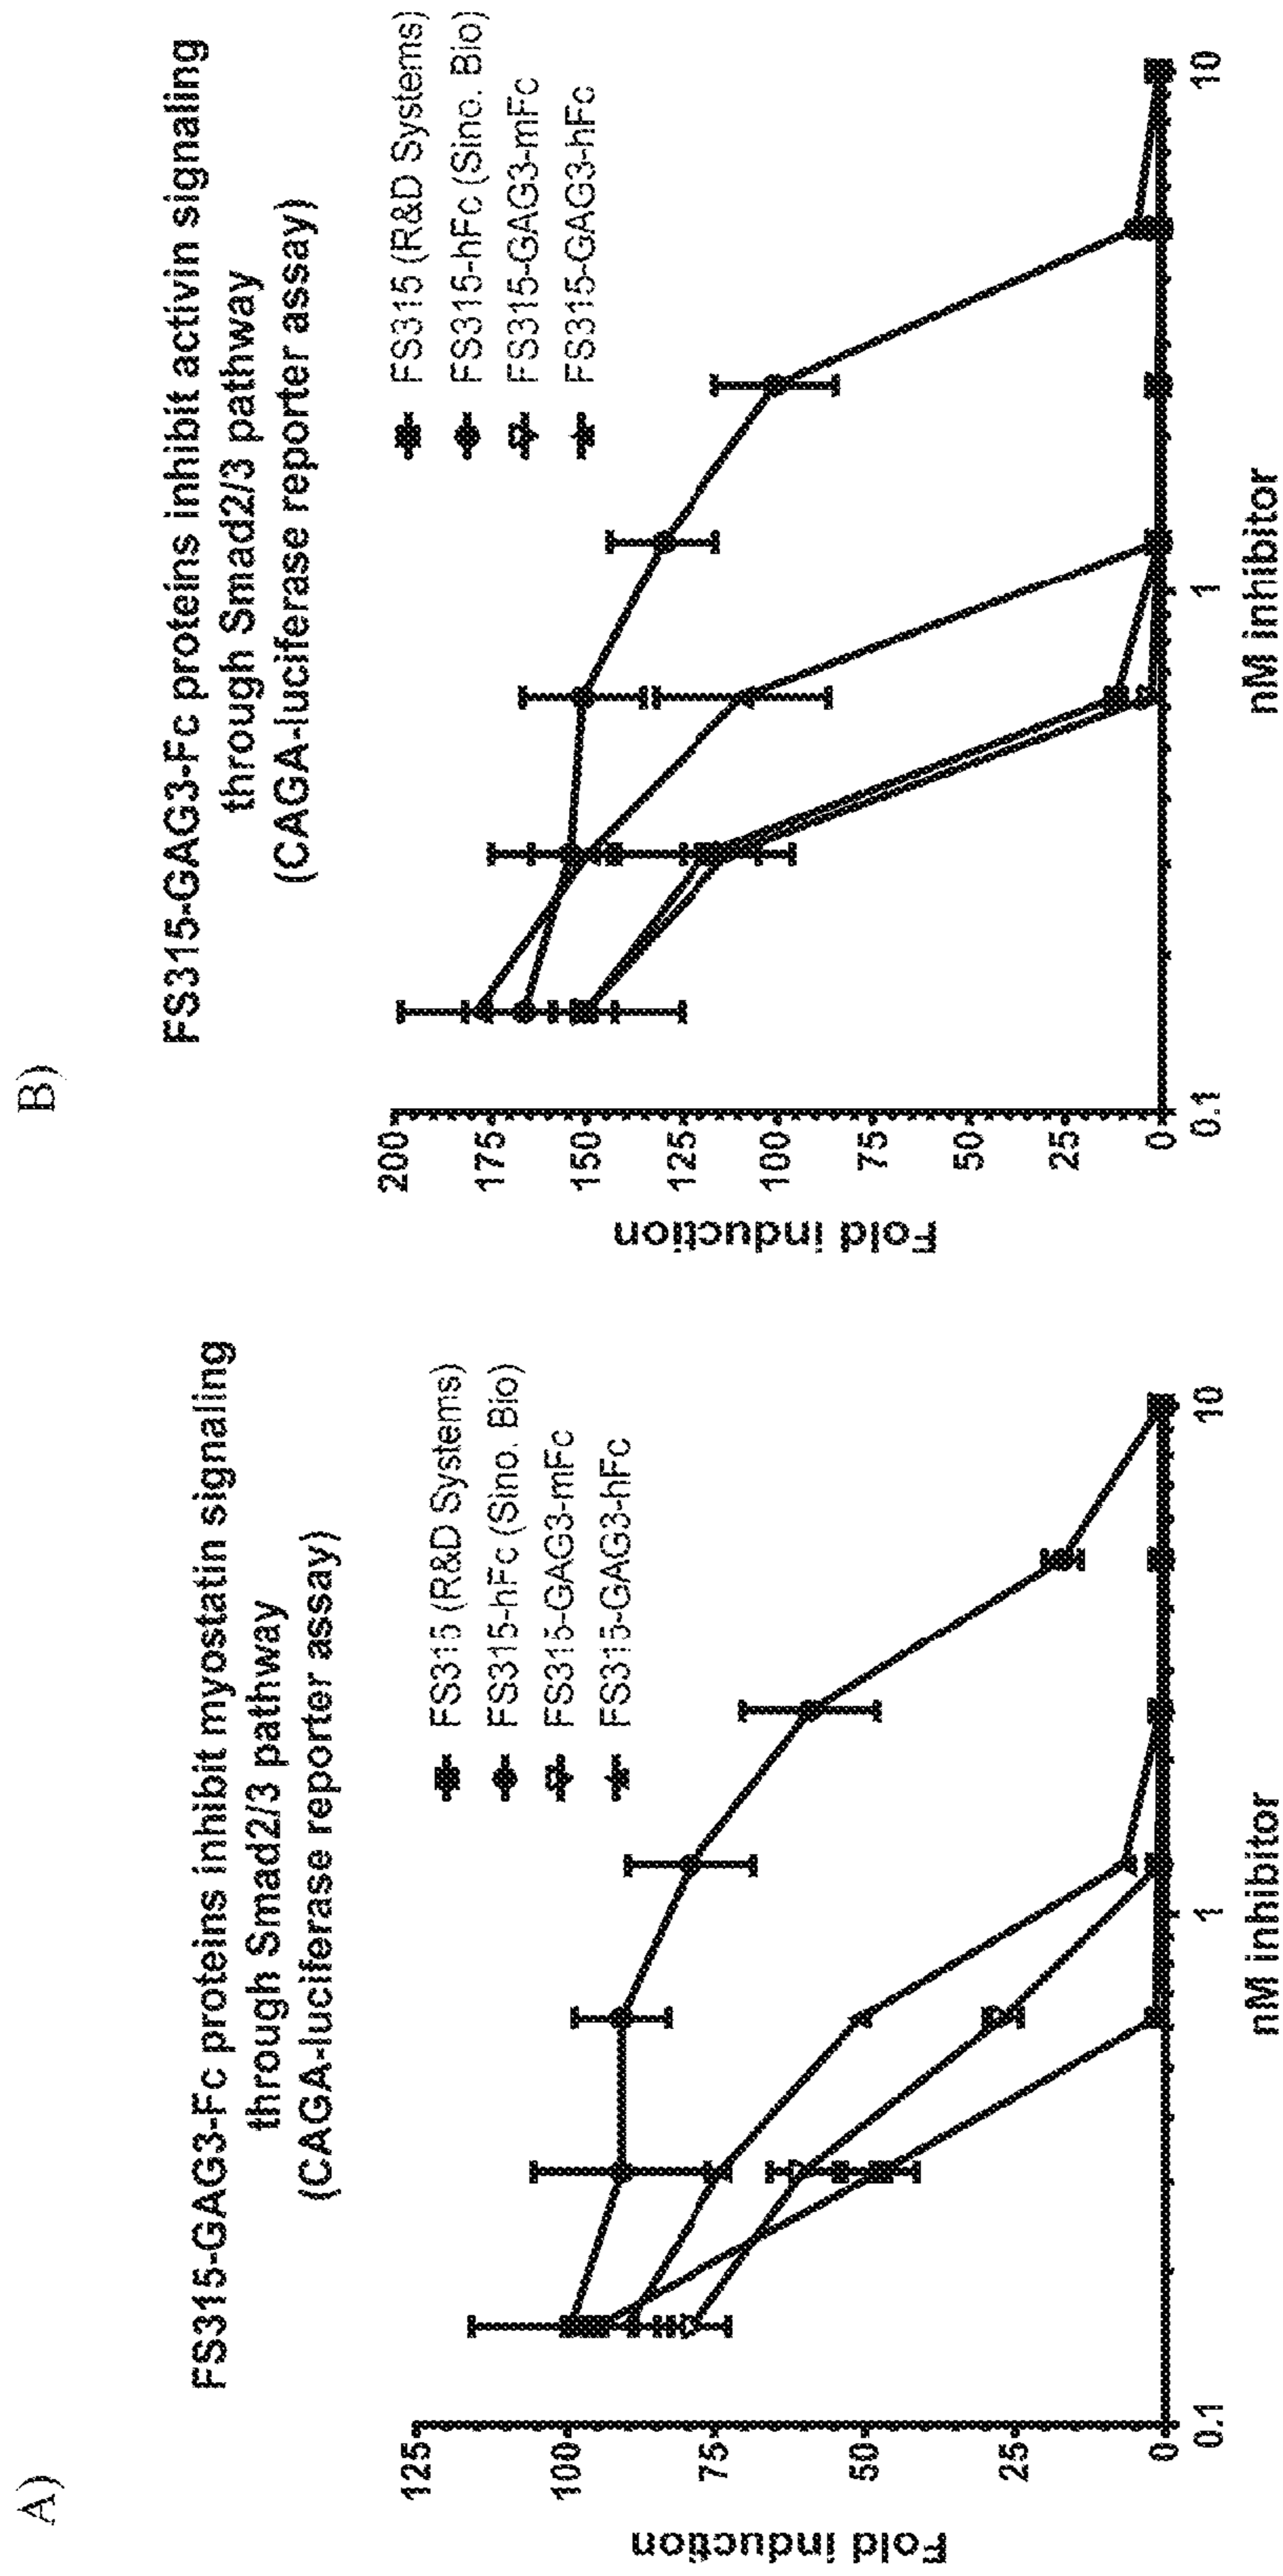 A)
FS315-GAG3-Fc proteins inhibit myostatin signaling
through Smad2/3 pathway
(CAGA-luciferase reporter assay)
FS315 (R&D Systems)
FS315-hFc (Sino. Bio)
FS315-GAG3-mFc
FS315-GAG3-hFc
Fold induction
125
100
75
50
25
0
0.1
1
10
nM inhibitor
B)
FS315-GAG3-Fc proteins inhibit activin signaling
through Smad2/3 pathway
(CAGA-luciferase reporter assay)
FS315 (R&D Systems)
FS315-hFc (Sino. Bio)
FS315-GAG3-mFc
FS315-GAG3-hFc
Fold induction
200
175
150
125
100
75
50
25
0
0.1
1
10
nM inhibitor